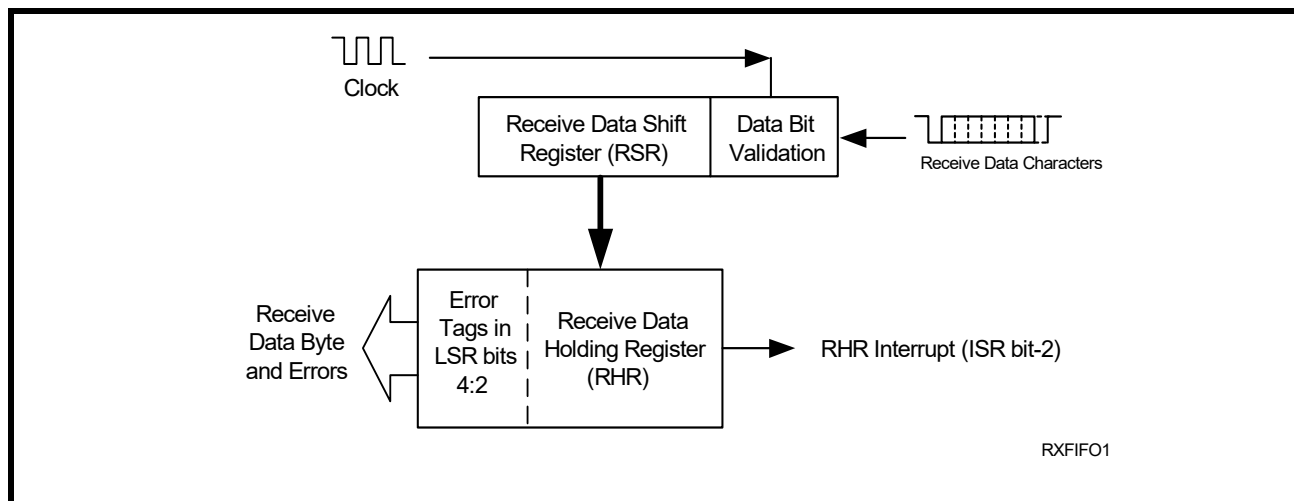 Clock
Receive Data Shift
Register (RSR)
Data Bit
Validation
Receive Data Characters
Receive
Data Byte
and Errors
Error
Tags in
LSR bits
4:2
Receive Data
Holding Register
(RHR)
RHR Interrupt (ISR bit-2)
RXFIFO1